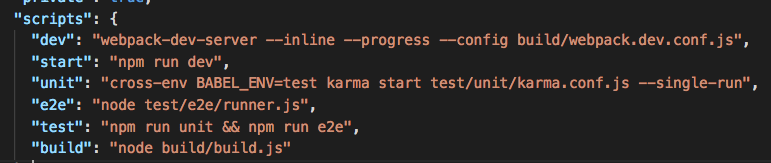 "private": true,
"scripts": {
"dev": "webpack-dev-server --inline --progress --config build/webpack.dev.conf.js",
"start": "npm run dev",
"unit": "cross-env BABEL_ENV=test karma start test/unit/karma.conf.js --single-run",
"e2e": "node test/e2e/runner.js",
"test": "npm run unit && npm run e2e",
"build": "node build/build.js"